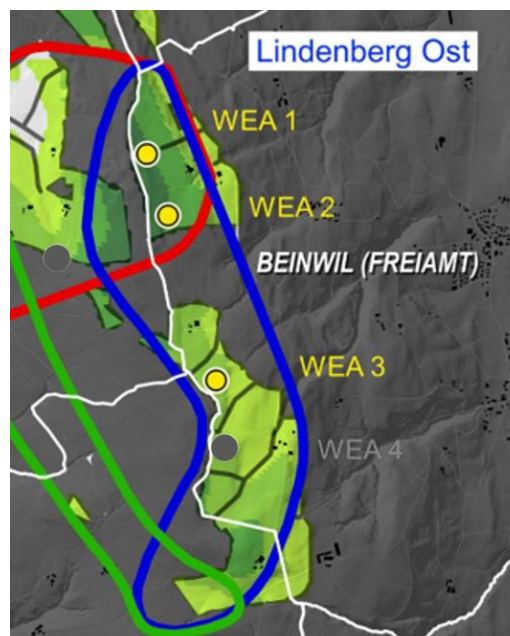 Lindenberg Ost
WEA 1
WEA 2
BEINWIL (FREIAMT)
WEA 3
WEA 4